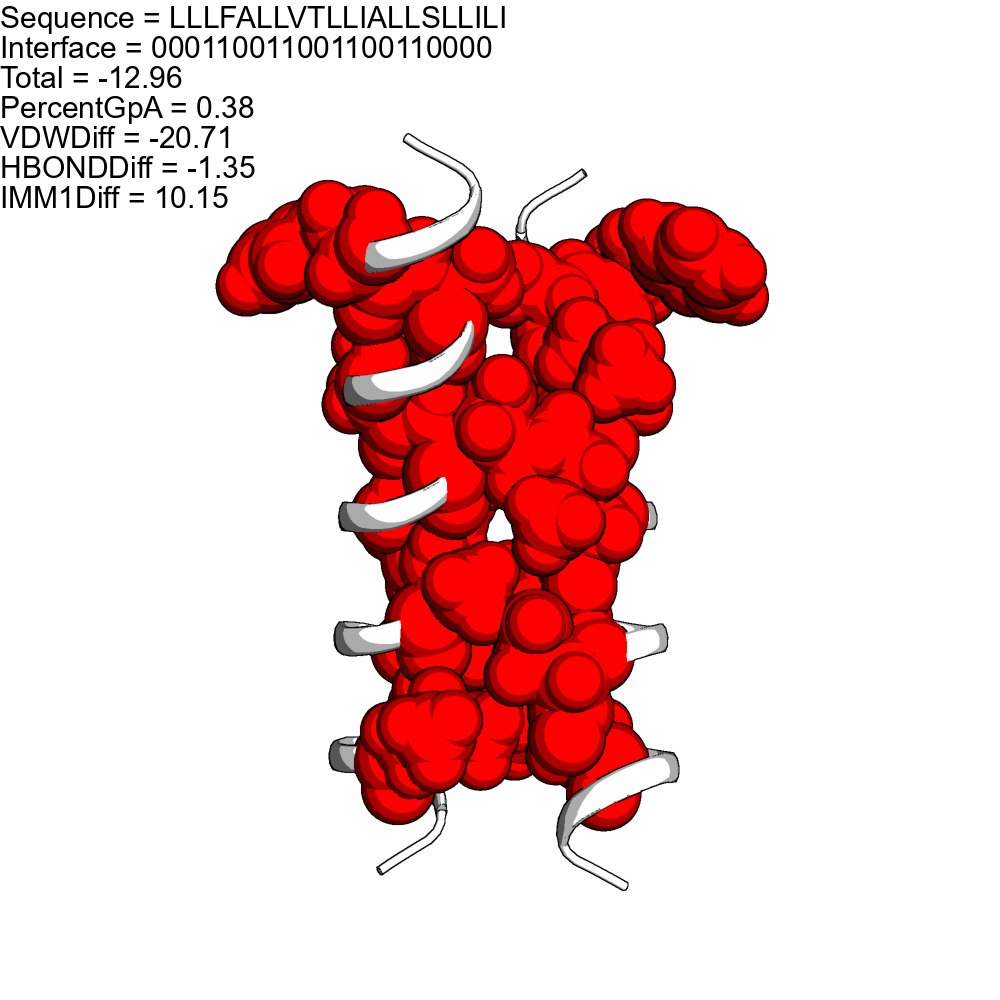 Sequence = LLLFALLVTLLIALLSLLILI
Interface = 000110011001100110000
Total = -12.96
PercentGpA = 0.38
VDWDiff = -20.71
HBONDDiff = -1.35
IMM1Diff = 10.15